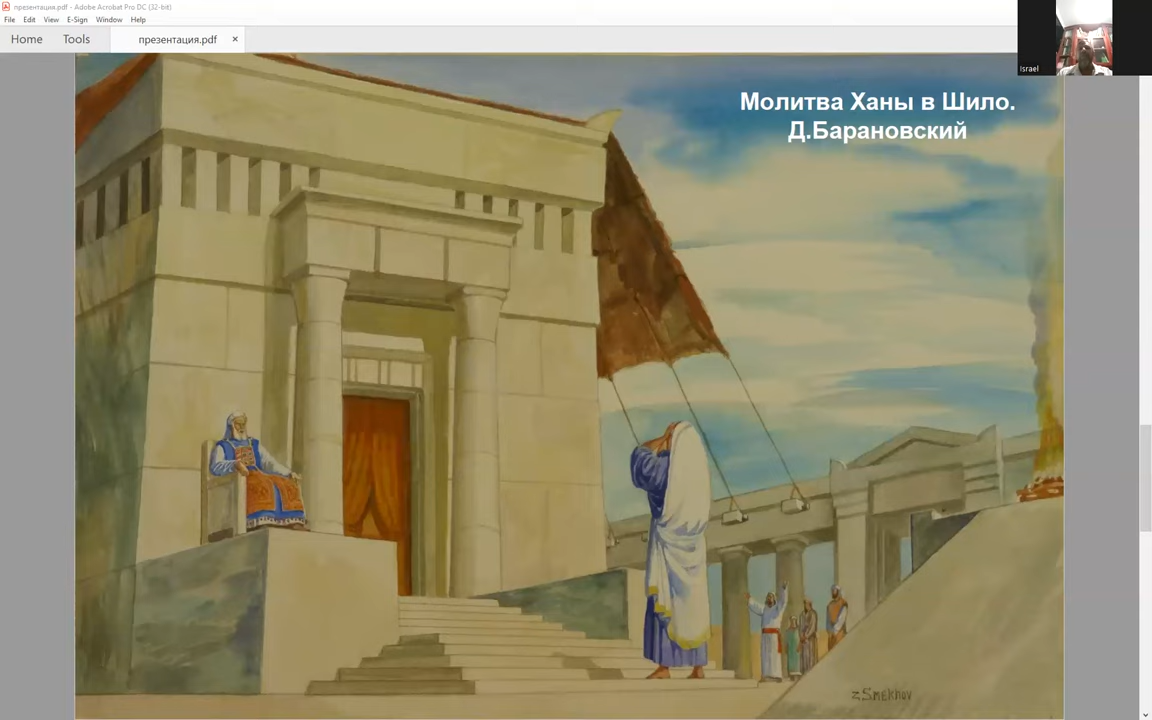 презентация.pdf - Adobe Acrobat Pro DC (32-bit)
File Edit View E-Sign Window Help
Home Tools презентация.pdf ×
Israel
Молитва Ханы в Шило.
Д.Барановский
z Smekhov